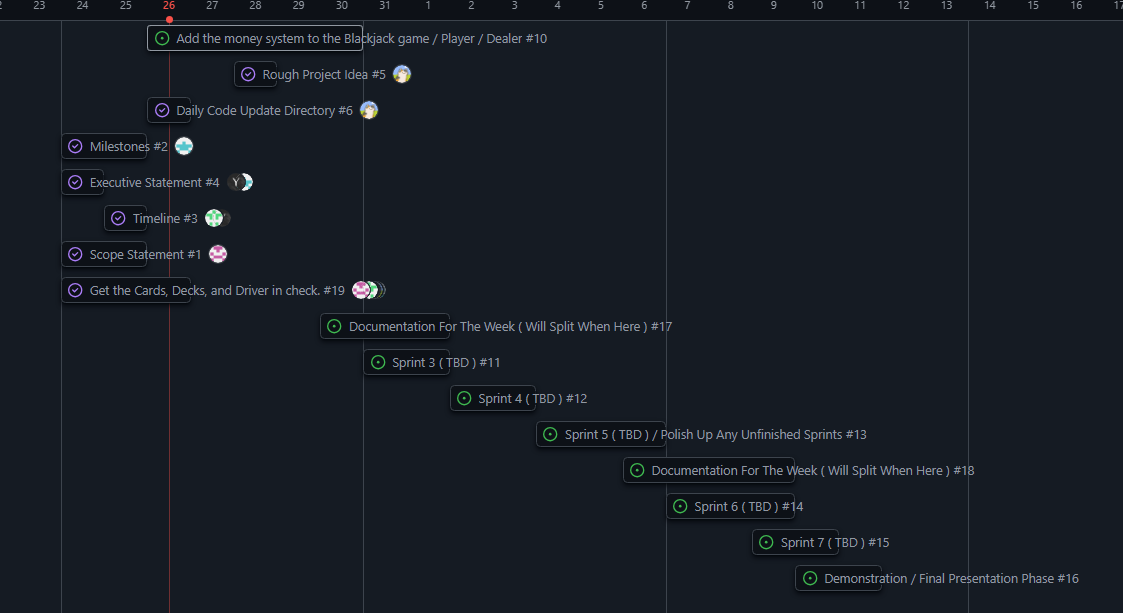 23 24 25 26 27 28 29 30 31 1 2 3 4 5 6 7 8 9 10 11 12 13 14 15 16
Add the money system to the Blackjack game / Player / Dealer #10
Rough Project Idea #5
Daily Code Update Directory #6
Milestones #2
Executive Statement #4 Y
Timeline #3
Scope Statement #1
Get the Cards, Decks, and Driver in check. #19
Documentation For The Week ( Will Split When Here ) #17
Sprint 3 ( TBD ) #11
Sprint 4 ( TBD ) #12
Sprint 5 ( TBD ) / Polish Up Any Unfinished Sprints #13
Documentation For The Week ( Will Split When Here ) #18
Sprint 6 ( TBD ) #14
Sprint 7 ( TBD ) #15
Demonstration / Final Presentation Phase #16